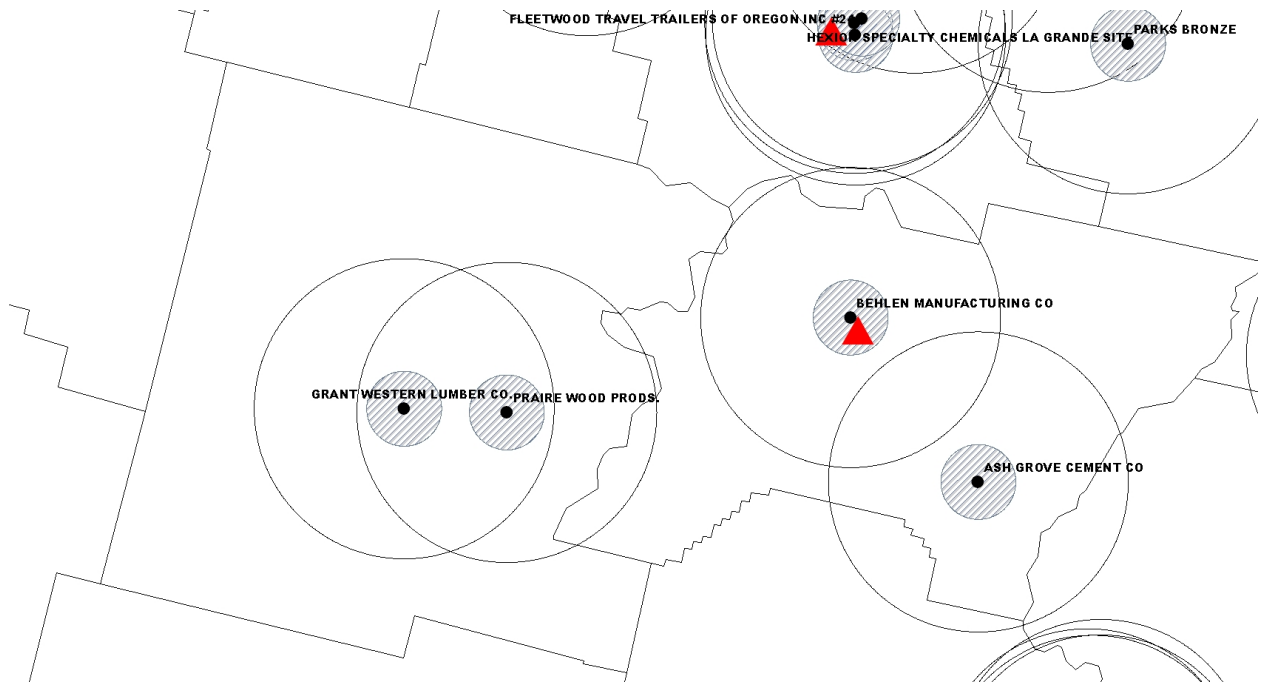 FLEETWOOD TRAVEL TRAILERS OF OREGON INC #2
HEXION SPECIALTY CHEMICALS LA GRANDE SITE
PARKS BRONZE
BEHLEN MANUFACTURING CO
GRANT WESTERN LUMBER CO.
PRAIRE WOOD PRODS.
ASH GROVE CEMENT CO